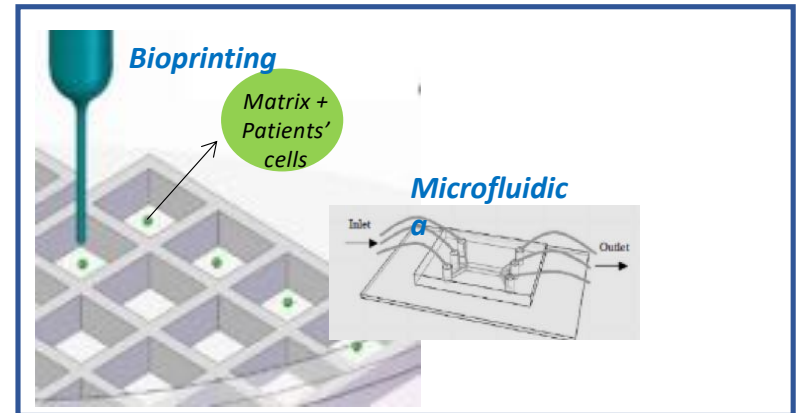 Bioprinting
Matrix +
Patients’
cells
Microfluidic
a
Inlet
Outlet